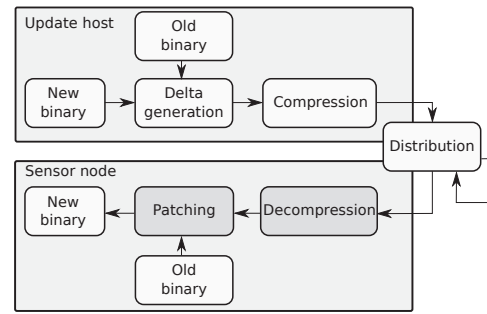 Update host
Old
binary
New
binary
Delta
generation
Compression
Distribution
Sensor node
New
binary
Patching
Decompression
Old
binary